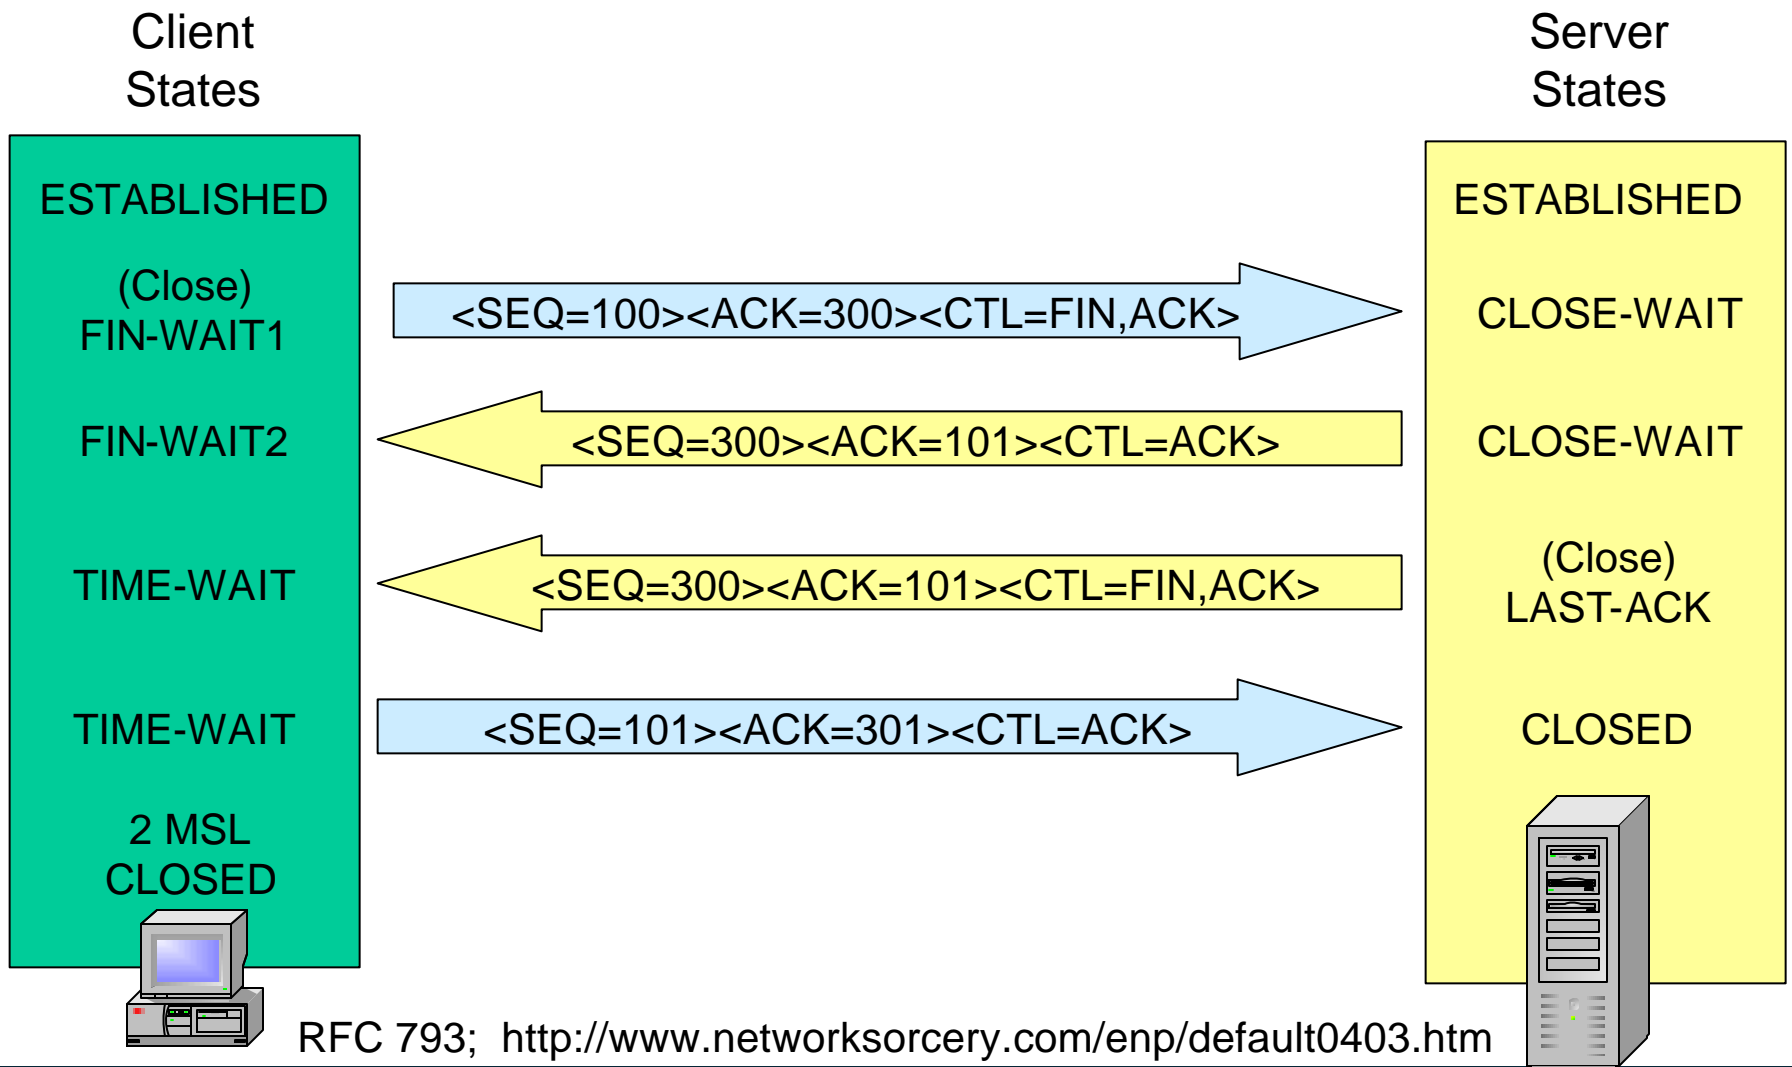 Client
States
Server
States
ESTABLISHED
ESTABLISHED
(Close)
FIN-WAIT1
<SEQ=100><ACK=300><CTL=FIN,ACK>
CLOSE-WAIT
FIN-WAIT2
<SEQ=300><ACK=101><CTL=ACK>
CLOSE-WAIT
TIME-WAIT
<SEQ=300><ACK=101><CTL=FIN,ACK>
(Close)
LAST-ACK
TIME-WAIT
<SEQ=101><ACK=301><CTL=ACK>
CLOSED
2 MSL
CLOSED
RFC 793;  http://www.networksorcery.com/enp/default0403.htm